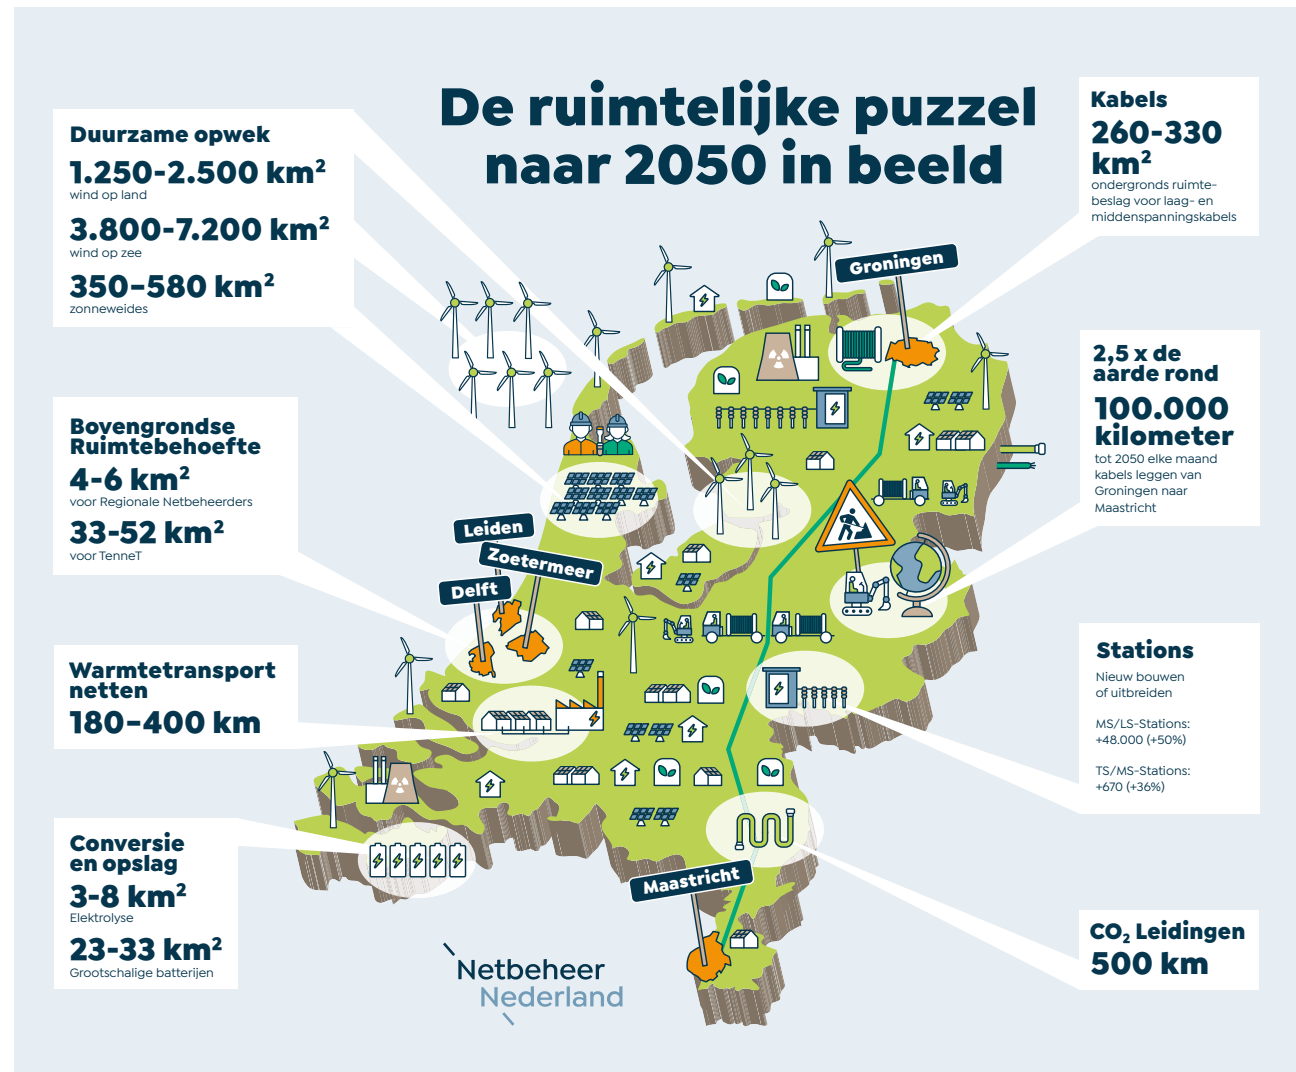 De ruimtelijke puzzel
naar 2050 in beeld
Duurzame opwek
1.250-2.500 km²
wind op land
3.800-7.200 km²
wind op zee
350-580 km²
zonneweides
Bovengrondse
Ruimtebehoefte
4-6 km²
voor Regionale Netbeheerders
33-52 km²
voor TenneT
Warmtetransport
netten
180-400 km
Conversie
en opslag
3-8 km²
Elektrolyse
23-33 km²
Grootschalige batterijen
Groningen
Leiden
Zoetermeer
Delft
Maastricht
Netbeheer
Nederland
Kabels
260-330
km²
ondergronds ruimte-
beslag voor laag- en
middenspanningskabels
2,5 x de
aarde rond
100.000
kilometer
tot 2050 elke maand
kabels leggen van
Groningen naar
Maastricht
Stations
Nieuw bouwen
of uitbreiden
MS/LS-Stations:
+48.000 (+50%)
TS/MS-Stations:
+670 (+36%)
CO₂ Leidingen
500 km